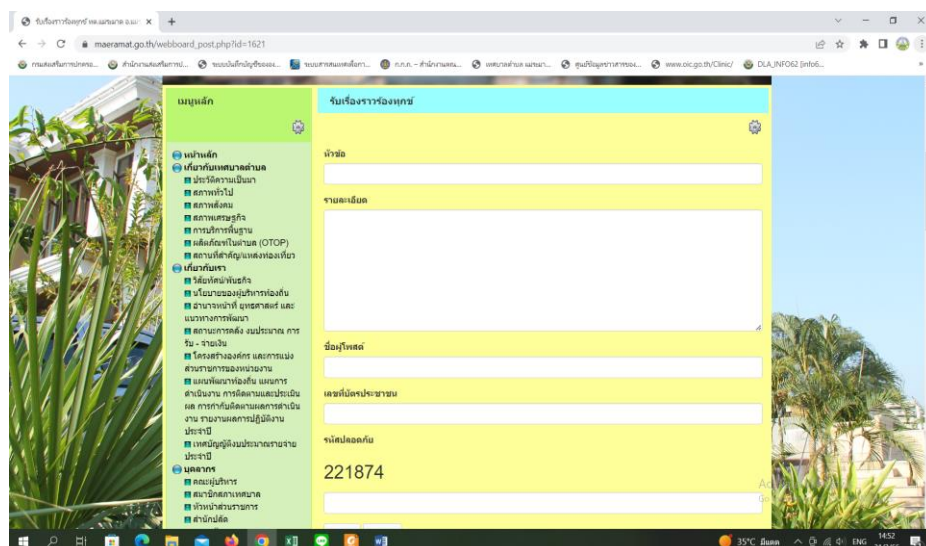 รับเรื่องราวร้องทุกข์ ทต.แม่ระมาด อ.แม่
maeramat.go.th/webboard_post.php?id=1621
www.oic.go.th/Clinic/
DLA_INFO62 [info6...
เมนูหลัก
รับเรื่องราวร้องทุกข์
หน้าหลัก
เกี่ยวกับเทศบาลตำบล
ประวัติความเป็นมา
สภาพทั่วไป
สภาพสังคม
สภาพเศรษฐกิจ
การบริการพื้นฐาน
ผลิตภัณฑ์ในตำบล (OTOP)
สถานที่สำคัญ/แหล่งท่องเที่ยว
เกี่ยวกับเรา
วิสัยทัศน์/พันธกิจ
นโยบายของผู้บริหารท้องถิ่น
อำนาจหน้าที่ ยุทธศาสตร์ และ
แนวทางการพัฒนา
สถานะการคลัง งบประมาณ การ
รับ - จ่ายเงิน
โครงสร้างองค์กร และการแบ่ง
ส่วนราชการของหน่วยงาน
แผนพัฒนาท้องถิ่น แผนการ
ดำเนินงาน การติดตามและประเมิน
ผล การกำกับติดตามผลการดำเนิน
งาน รายงานผลการปฏิบัติงาน
ประจำปี
เทศบัญญัติงบประมาณรายจ่าย
ประจำปี
บุคลากร
คณะผู้บริหาร
สมาชิกสภาเทศบาล
หัวหน้าส่วนราชการ
สำนักปลัด
หัวข้อ
รายละเอียด
ชื่อผู้โพสต์
เลขที่บัตรประชาชน
รหัสปลอดภัย
221874
35°C มีแดด
ENG
14:52